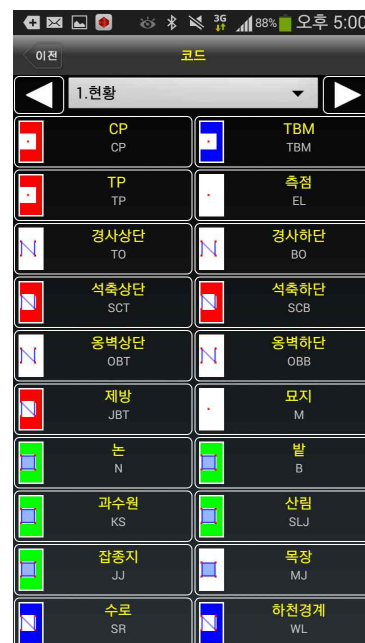 3G 88% 오후 5:00
이전 코드
1.현황
CP TBM
CP TBM
TP 측점
TP EL
경사상단 경사하단
TO BO
석축상단 석축하단
SCT SCB
옹벽상단 옹벽하단
OBT OBB
제방 묘지
JBT M
논 밭
N B
과수원 산림
KS SLJ
잡종지 목장
JJ MJ
수로 하천경계
SR WL